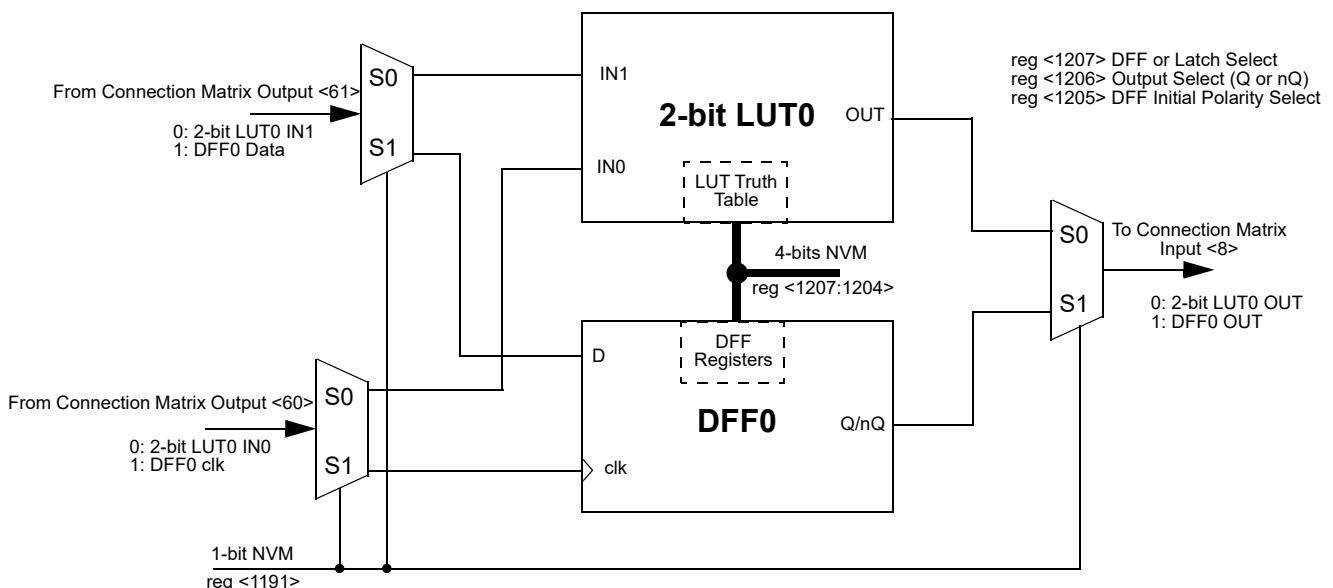 reg <1207> DFF or Latch Select
reg <1206> Output Select (Q or nQ)
reg <1205> DFF Initial Polarity Select
From Connection Matrix Output <61>
0: 2-bit LUT0 IN1
1: DFF0 Data
S0
S1
IN1
IN0
2-bit LUT0
OUT
LUT Truth
Table
4-bits NVM
reg <1207:1204>
S0
S1
To Connection Matrix
Input <8>
0: 2-bit LUT0 OUT
1: DFF0 OUT
From Connection Matrix Output <60>
0: 2-bit LUT0 IN0
1: DFF0 clk
S0
S1
D
clk
DFF
Registers
DFF0
Q/nQ
1-bit NVM
reg <1191>